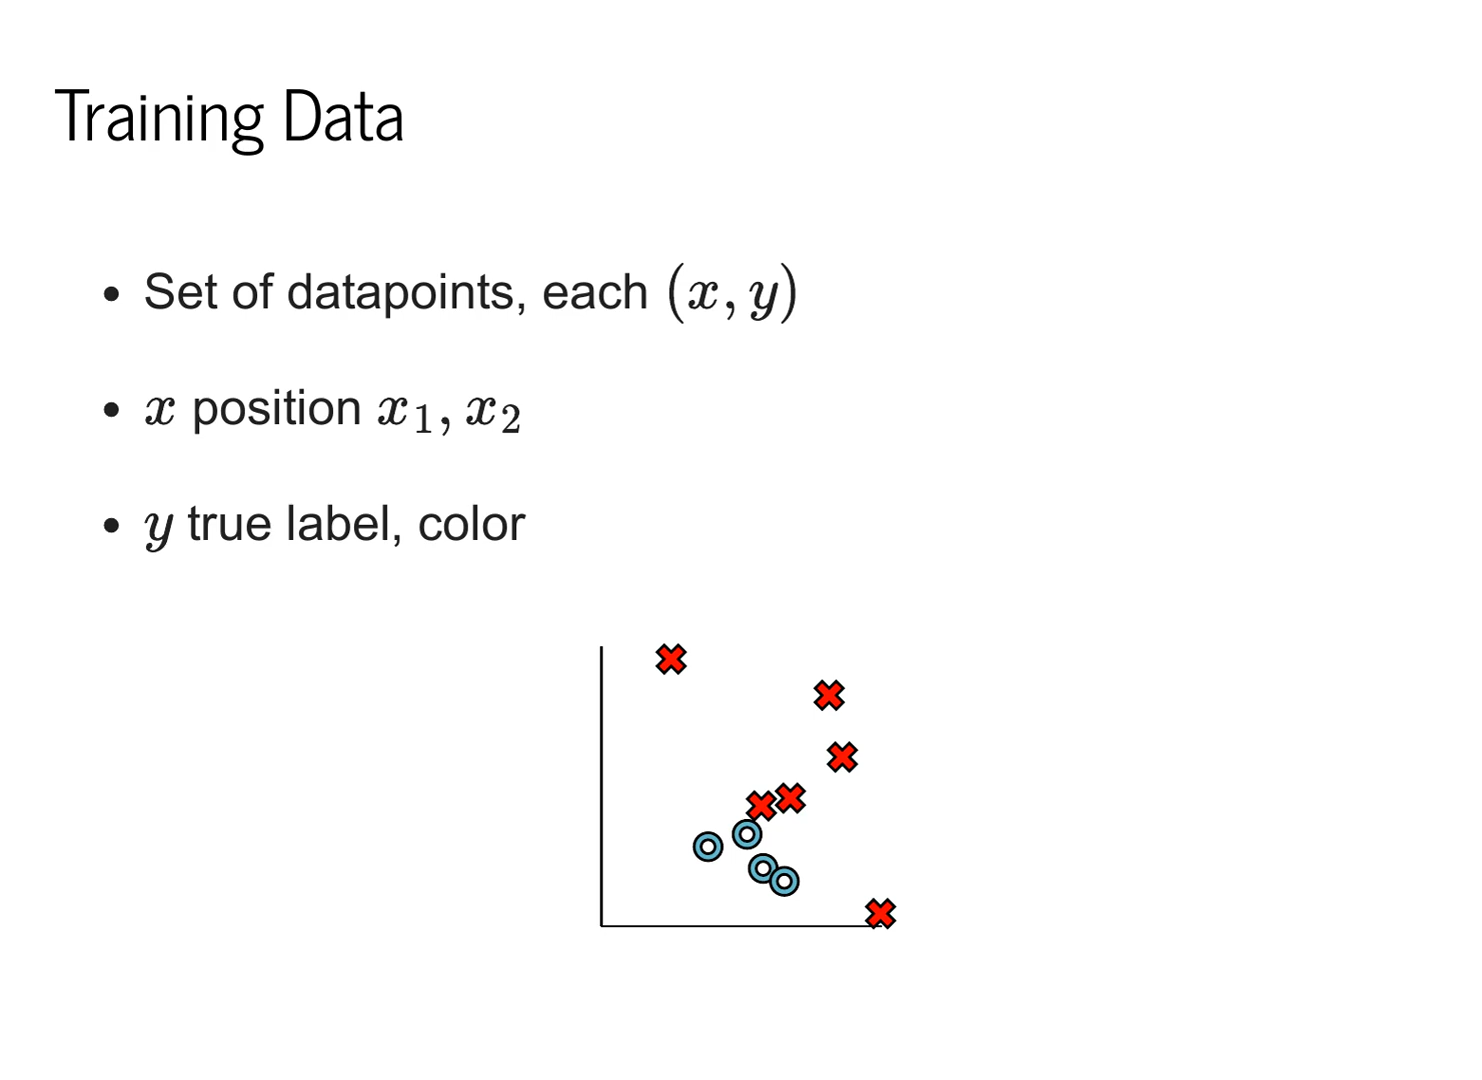 Training Data
• Set of datapoints, each (x, y)
• x position x₁, x₂
• y true label, color